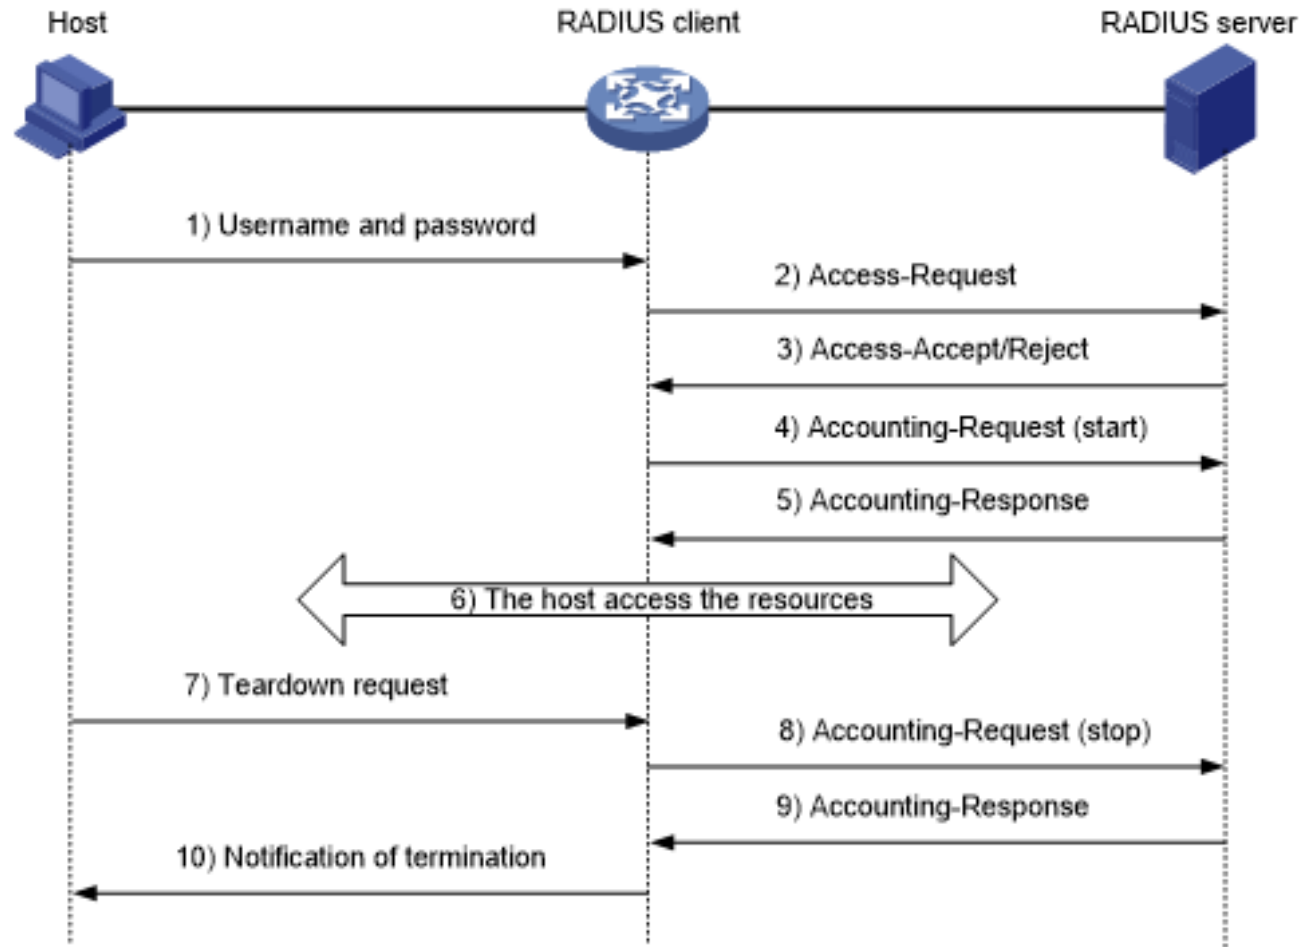 Host
RADIUS client
RADIUS server
1) Username and password
2) Access-Request
3) Access-Accept/Reject
4) Accounting-Request (start)
5) Accounting-Response
6) The host access the resources
7) Teardown request
8) Accounting-Request (stop)
9) Accounting-Response
10) Notification of termination